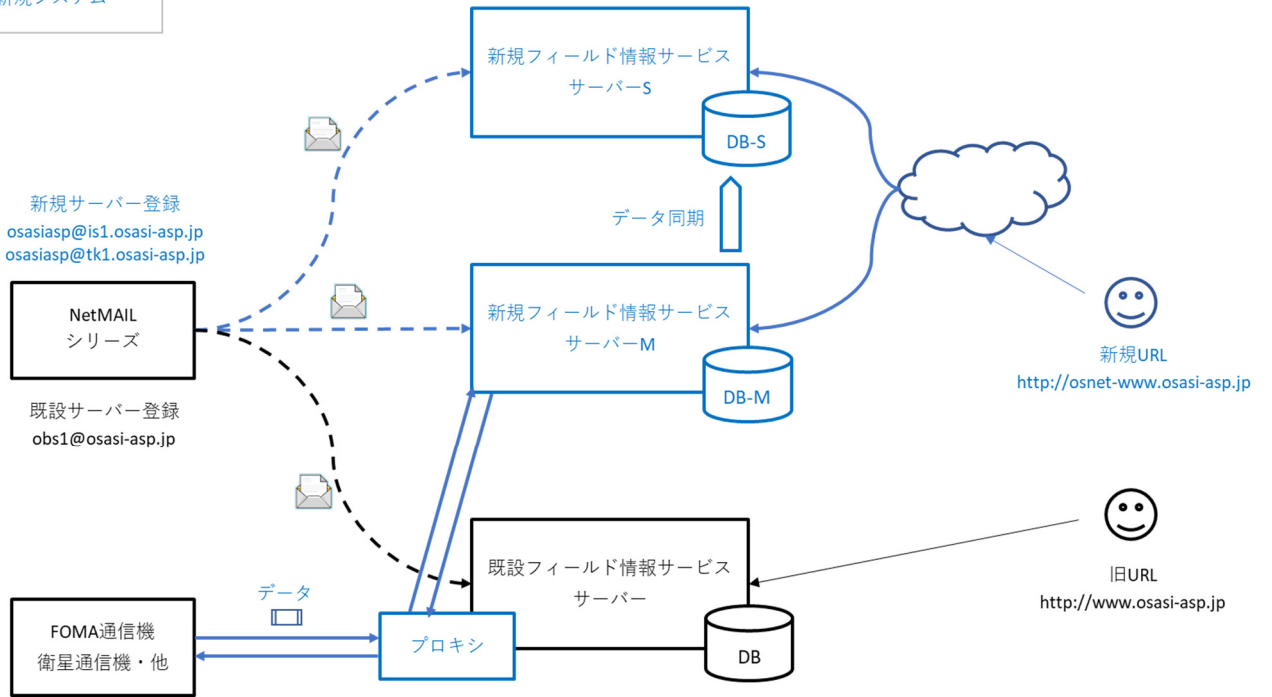 新規システム
新規フィールド情報サービス
サーバーS
DB-S
データ同期
新規サーバー登録
osasiasp@is1.osasi-asp.jp
osasiasp@tk1.osasi-asp.jp
NetMAIL
シリーズ
新規フィールド情報サービス
サーバーM
DB-M
新規URL
http://osnet-www.osasi-asp.jp
既設サーバー登録
obs1@osasi-asp.jp
既設フィールド情報サービス
サーバー
DB
旧URL
http://www.osasi-asp.jp
データ
FOMA通信機
衛星通信機・他
プロキシ